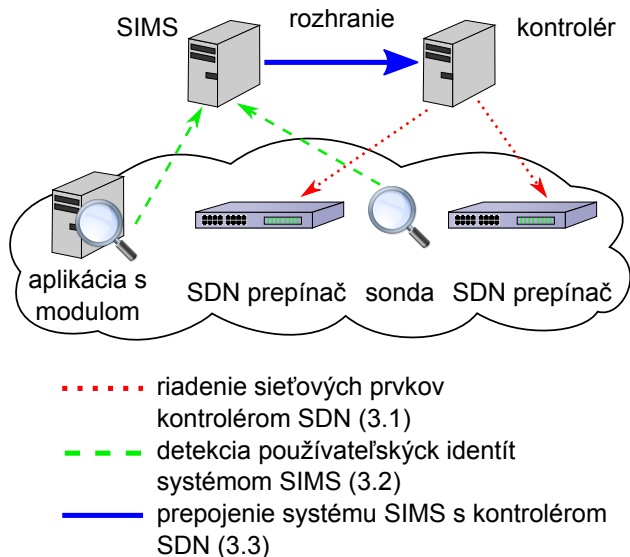 SIMS
rozhranie
kontrolér
aplikácia s
modulom
SDN prepínač
sonda
SDN prepínač
riadenie sieťových prvkov
kontrolérom SDN (3.1)
detekcia používateľskýck identít
systémom SIMS (3.2)
prepojenie systému SIMS s kontrolérom
SDN (3.3)